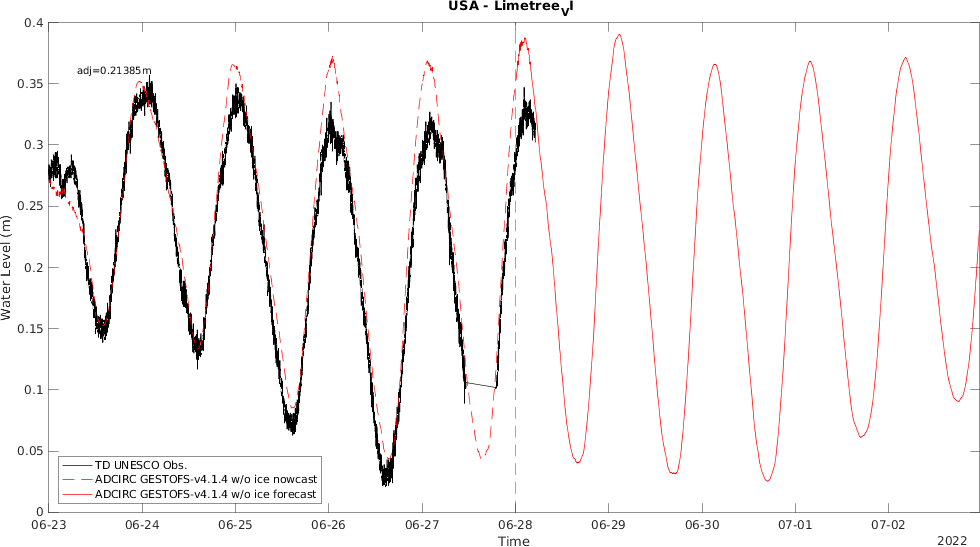 USA - LimetreeVI
adj=0.21385m
0.4
0.35
0.3
0.25
0.2
0.15
0.1
0.05
0
Water Level (m)
TD UNESCO Obs.
ADCIRC GESTOFS-v4.1.4 w/o ice nowcast
ADCIRC GESTOFS-v4.1.4 w/o ice forecast
06-23 06-24 06-25 06-26 06-27 06-28 06-29 06-30 07-01 07-02
Time
2022